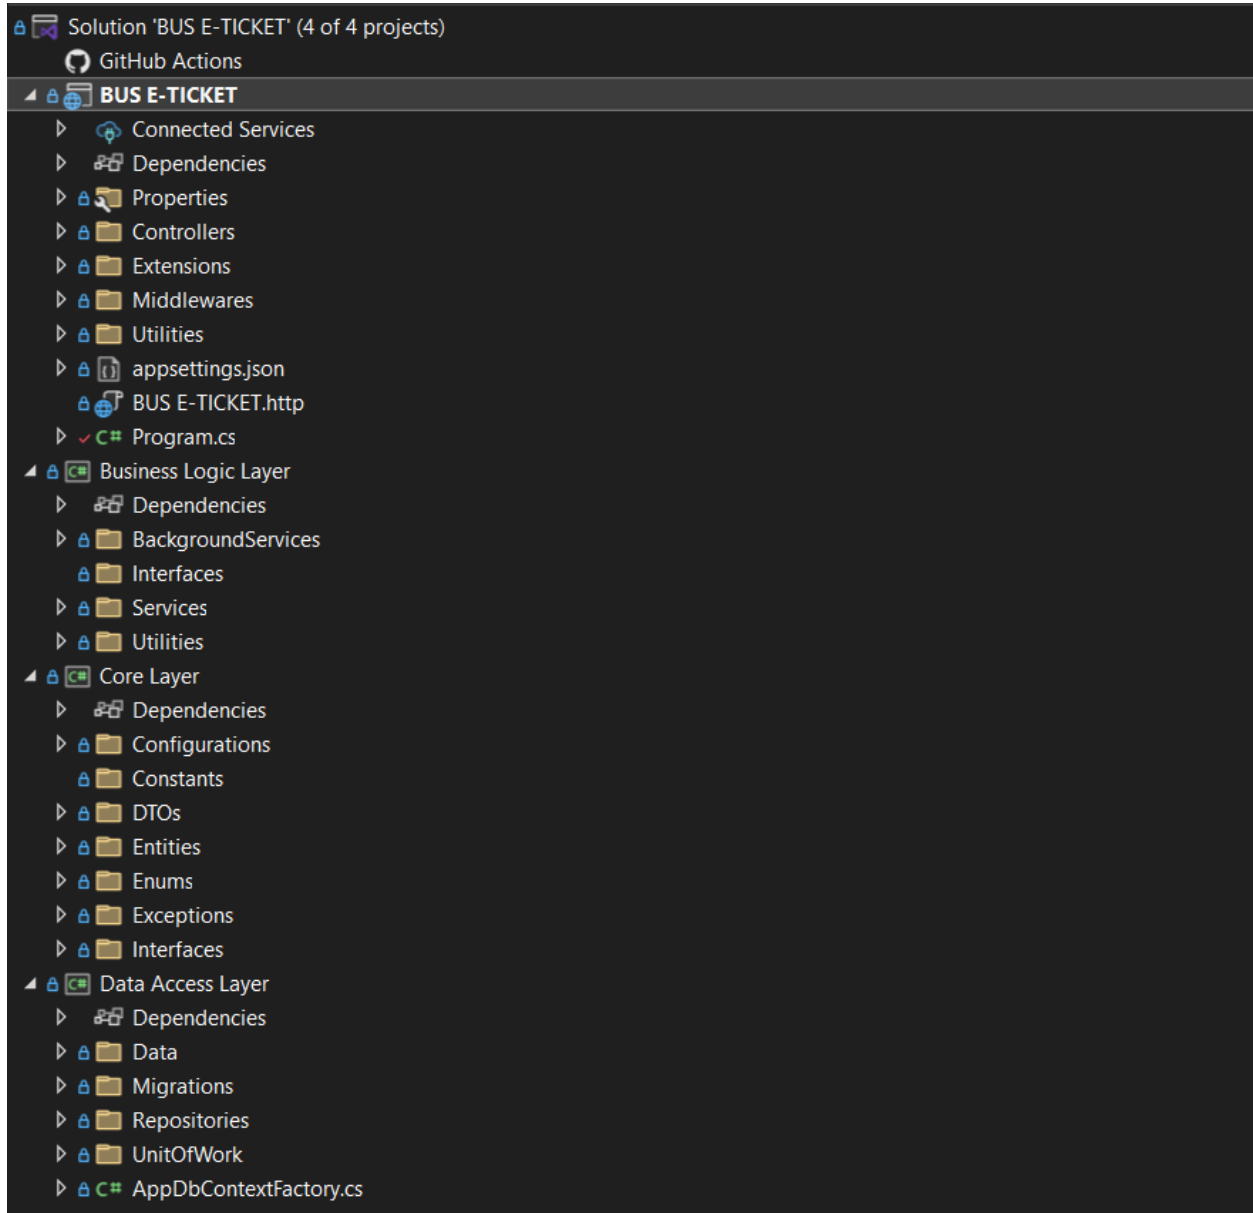 Solution 'BUS E-TICKET' (4 of 4 projects)
GitHub Actions
BUS E-TICKET
Connected Services
Dependencies
Properties
Controllers
Extensions
Middlewares
Utilities
appsettings.json
BUS E-TICKET.http
C# Program.cs
C# Business Logic Layer
Dependencies
BackgroundServices
Interfaces
Services
Utilities
C# Core Layer
Dependencies
Configurations
Constants
DTOs
Entities
Enums
Exceptions
Interfaces
C# Data Access Layer
Dependencies
Data
Migrations
Repositories
UnitOfWork
C# AppDbContextFactory.cs